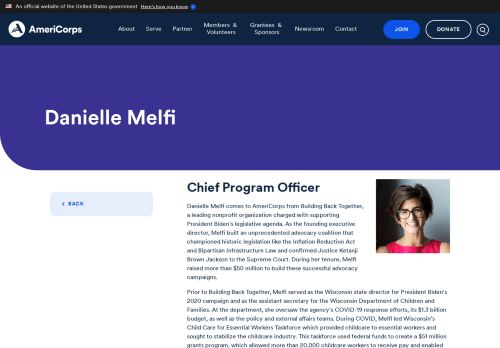 An official website of the United States government Here's how you know
AmeriCorps
About Serve Partner Members & Volunteers Grantees & Sponsors Newsroom Contact JOIN DONATE
Danielle Melfi
BACK
Chief Program Officer
Danielle Melfi comes to AmeriCorps from Building Back Together,
a leading nonprofit organization charged with supporting
President Biden's legislative agenda. As the founding executive
director, Melfi built an unprecedented advocacy coalition that
championed historic legislation like the Inflation Reduction Act
and Bipartisan Infrastructure Law and confirmed Justice Ketanji
Brown Jackson to the Supreme Court. During her tenure, Melfi
raised more than $50 million to build these successful advocacy
campaigns.
Prior to Building Back Together, Melfi served as the Wisconsin state director for President Biden's
2020 campaign and as the assistant secretary for the Wisconsin Department of Children and
Families. At the department, she oversaw the agency's COVID-19 response efforts, its $1.3 billion
budget, as well as the policy and external affairs teams. During COVID, Melfi led Wisconsin's
Child Care for Essential Workers Taskforce which provided childcare to essential workers and
sought to stabilize the childcare industry. This taskforce used federal funds to create a $51 million
grants program, which allowed more than 20,000 childcare workers to receive pay and enabled